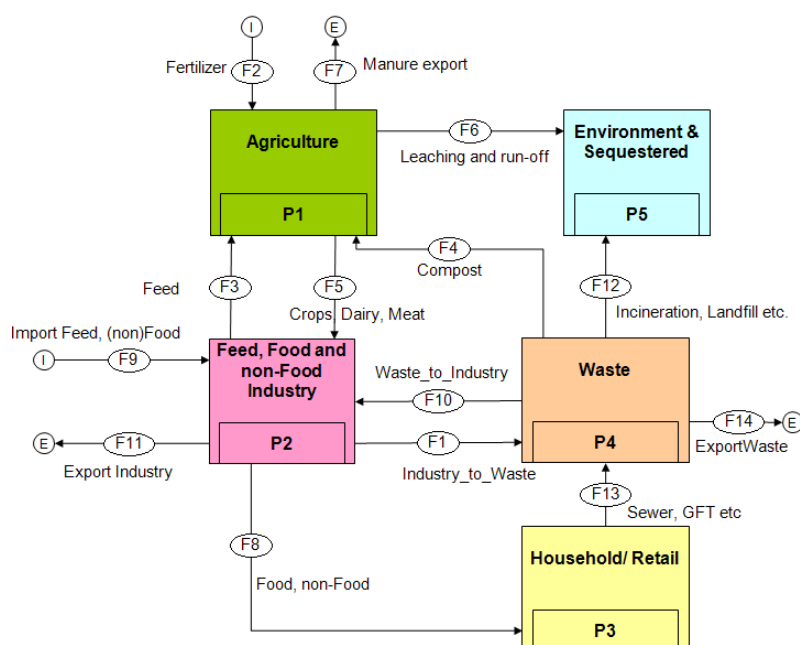 I
E
Fertilizer
F2
F7
Manure export
Agriculture
F6
Environment &
Sequestered
Leaching and run-off
P1
P5
F4
Compost
Feed
F3
F5
F12
Crops, Dairy, Meat
Incineration, Landfill etc.
Import Feed, (non)Food
I
F9
Feed, Food and
non-Food
Industry
Waste_to_Industry
F10
Waste
E
F11
P2
F1
P4
F14
E
Export Industry
Industry_to_Waste
ExportWaste
F13
Sewer, GFT etc
F8
Household/ Retail
Food, non-Food
P3